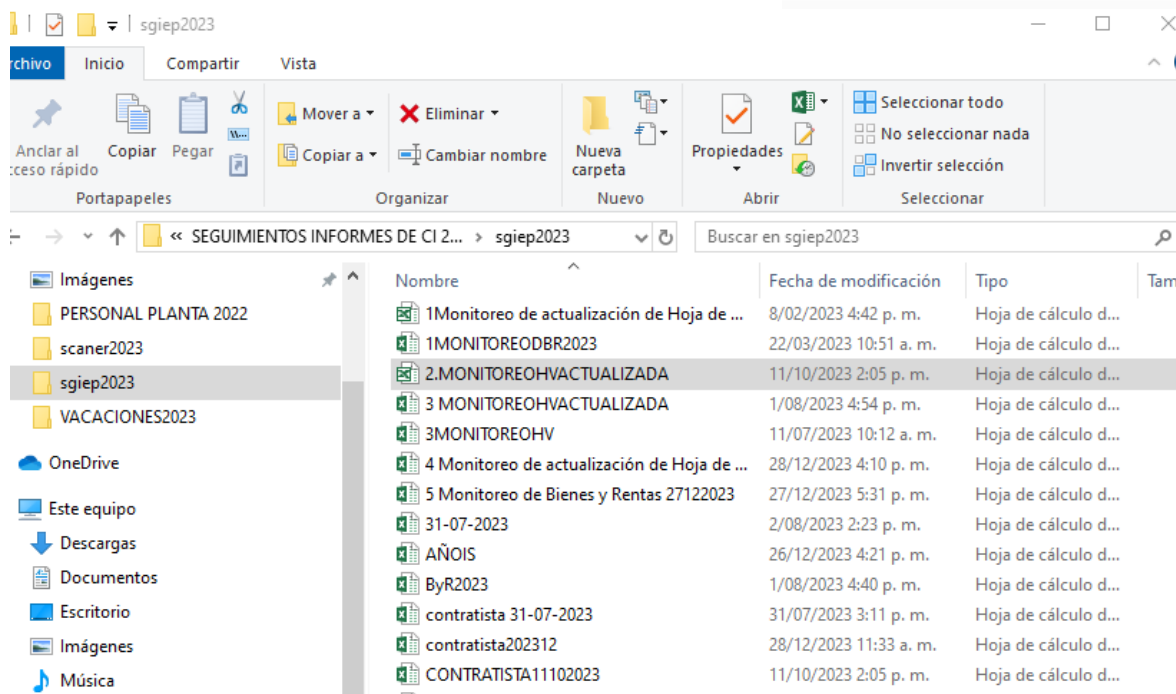 sgiep2023
rchivo Inicio Compartir Vista
Anclar al
ceso rápido
Copiar Pegar
Mover a
Copiar a
Eliminar
Cambiar nombre
Nueva
carpeta
Propiedades
Seleccionar todo
No seleccionar nada
Invertir selección
Portapapeles Organizar Nuevo Abrir Seleccionar
« SEGUIMIENTOS INFORMES DE CI 2... > sgiep2023 Buscar en sgiep2023
Imágenes
PERSONAL PLANTA 2022
scaner2023
sgiep2023
VACACIONES2023
OneDrive
Este equipo
Descargas
Documentos
Escritorio
Imágenes
Música
Nombre Fecha de modificación Tipo Tam
1Monitoreo de actualización de Hoja de ... 8/02/2023 4:42 p. m. Hoja de cálculo d...
1MONITOREODBR2023 22/03/2023 10:51 a. m. Hoja de cálculo d...
2.MONITOREOHVACTUALIZADA 11/10/2023 2:05 p. m. Hoja de cálculo d...
3 MONITOREOHVACTUALIZADA 1/08/2023 4:54 p. m. Hoja de cálculo d...
3MONITOREOHV 11/07/2023 10:12 a. m. Hoja de cálculo d...
4 Monitoreo de actualización de Hoja de ... 28/12/2023 4:10 p. m. Hoja de cálculo d...
5 Monitoreo de Bienes y Rentas 27122023 27/12/2023 5:31 p. m. Hoja de cálculo d...
31-07-2023 2/08/2023 2:23 p. m. Hoja de cálculo d...
AÑOIS 26/12/2023 4:21 p. m. Hoja de cálculo d...
ByR2023 1/08/2023 4:40 p. m. Hoja de cálculo d...
contratista 31-07-2023 31/07/2023 3:11 p. m. Hoja de cálculo d...
contratista202312 28/12/2023 11:33 a. m. Hoja de cálculo d...
CONTRATISTA11102023 11/10/2023 2:05 p. m. Hoja de cálculo d...